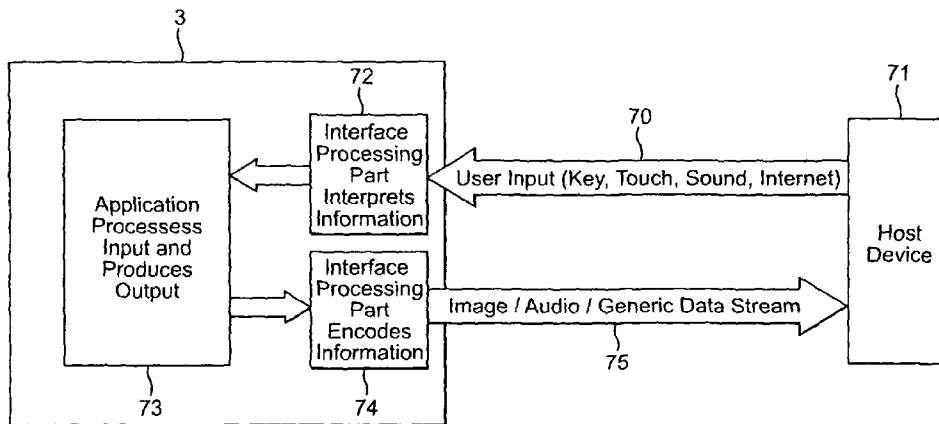 3
72
Interface
Processing
Part
Interprets
Information
70
User Input (Key, Touch, Sound, Internet)
71
Host
Device
Application
Processess
Input and
Produces
Output
Interface
Processing
Part
Encodes
Information
Image / Audio / Generic Data Stream
75
73
74